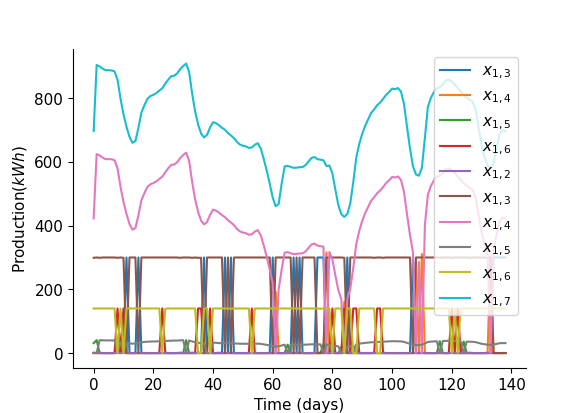 800
600
400
200
0
Production(kWh)
0 20 40 60 80 100 120 140
Time (days)
x1,3
x1,4
x1,5
x1,6
x1,2
x1,3
x1,4
x1,5
x1,6
x1,7